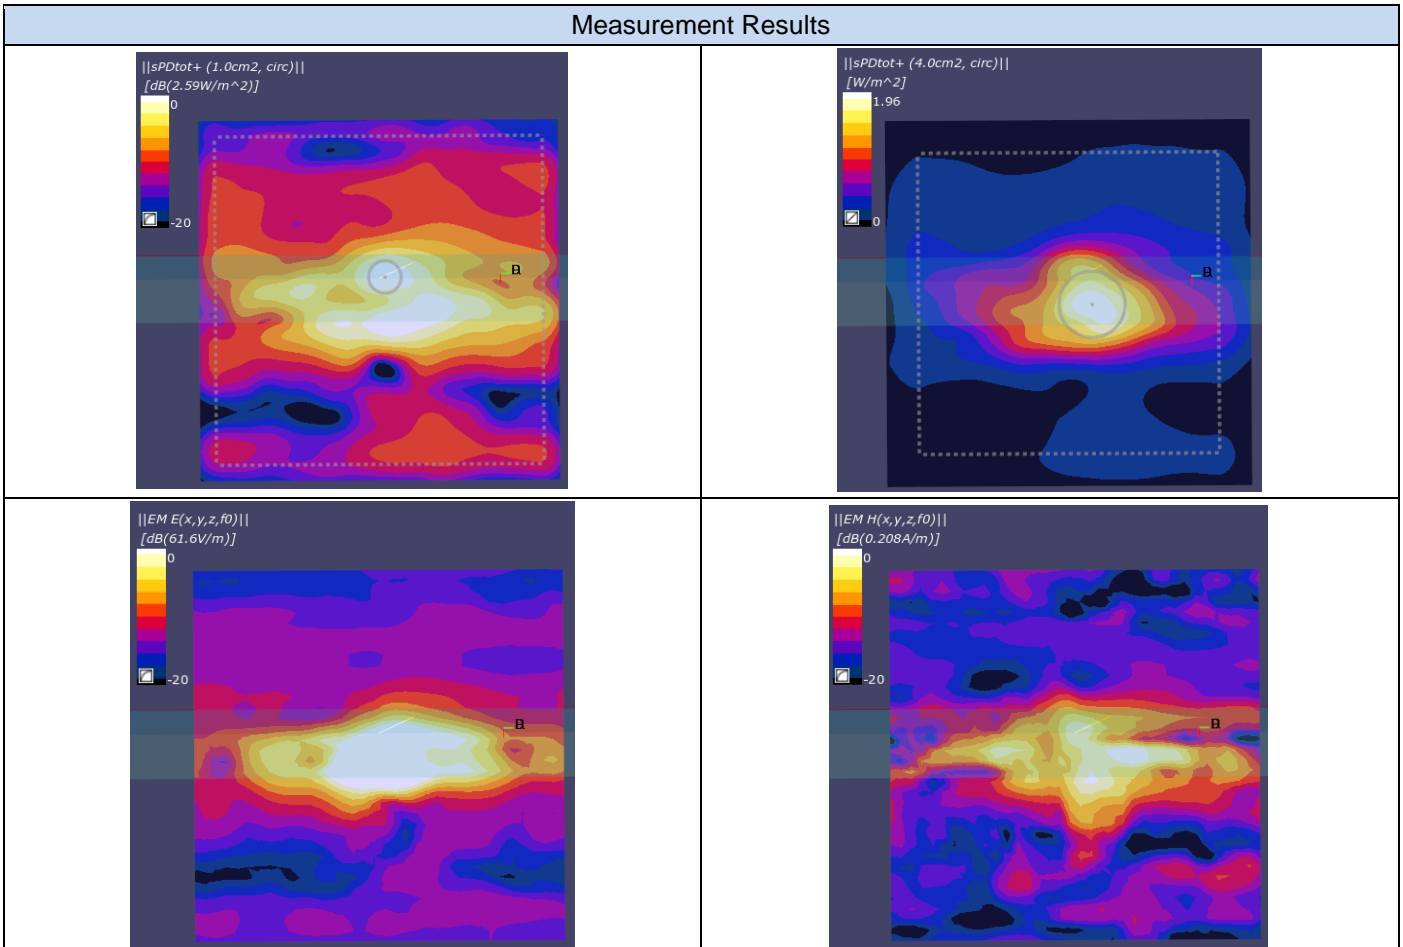 Measurement Results
||sPDtot+ (1.0cm2, circ)||
[dB(2.59W/m^2)]
0
-20
||sPDtot+ (4.0cm2, circ)||
[W/m^2]
1.96
0
||EM E(x,y,z,f0)||
[dB(61.6V/m)]
0
-20
||EM H(x,y,z,f0)||
[dB(0.208A/m)]
0
-20